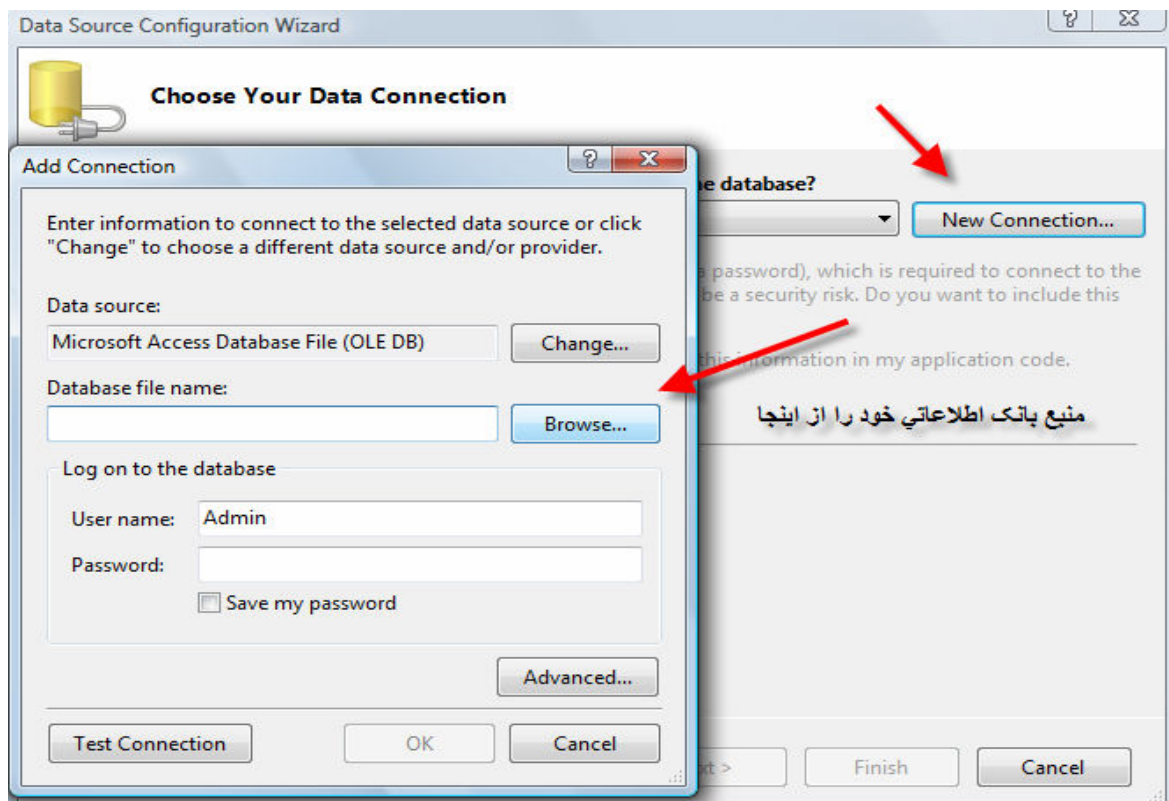 Data Source Configuration Wizard
Choose Your Data Connection
Add Connection
Enter information to connect to the selected data source or click
"Change" to choose a different data source and/or provider.
Data source:
Microsoft Access Database File (OLE DB)
Change...
Database file name:
Browse...
Log on to the database
User name:
Admin
Password:
Save my password
Advanced...
Test Connection
OK
Cancel
database?
New Connection...
password), which is required to connect to the
be a security risk. Do you want to include this
this information in my application code.
منبع بانک اطلاعاتي خود را از اينجا
>
Finish
Cancel